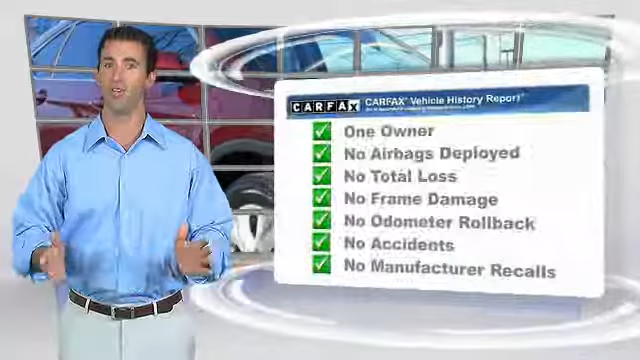 CARFAX CARFAX® Vehicle History Report™
One Owner
No Airbags Deployed
No Total Loss
No Frame Damage
No Odometer Rollback
No Accidents
No Manufacturer Recalls